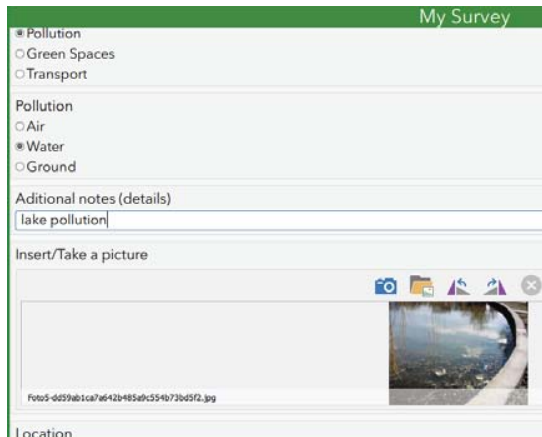 My Survey
Pollution
Green Spaces
Transport
Pollution
Air
Water
Ground
Aditional notes (details)
lake pollution
Insert/Take a picture
Foto5-dd59ab1ca7a642b485a9c554b73bd5f2.jpg
Location